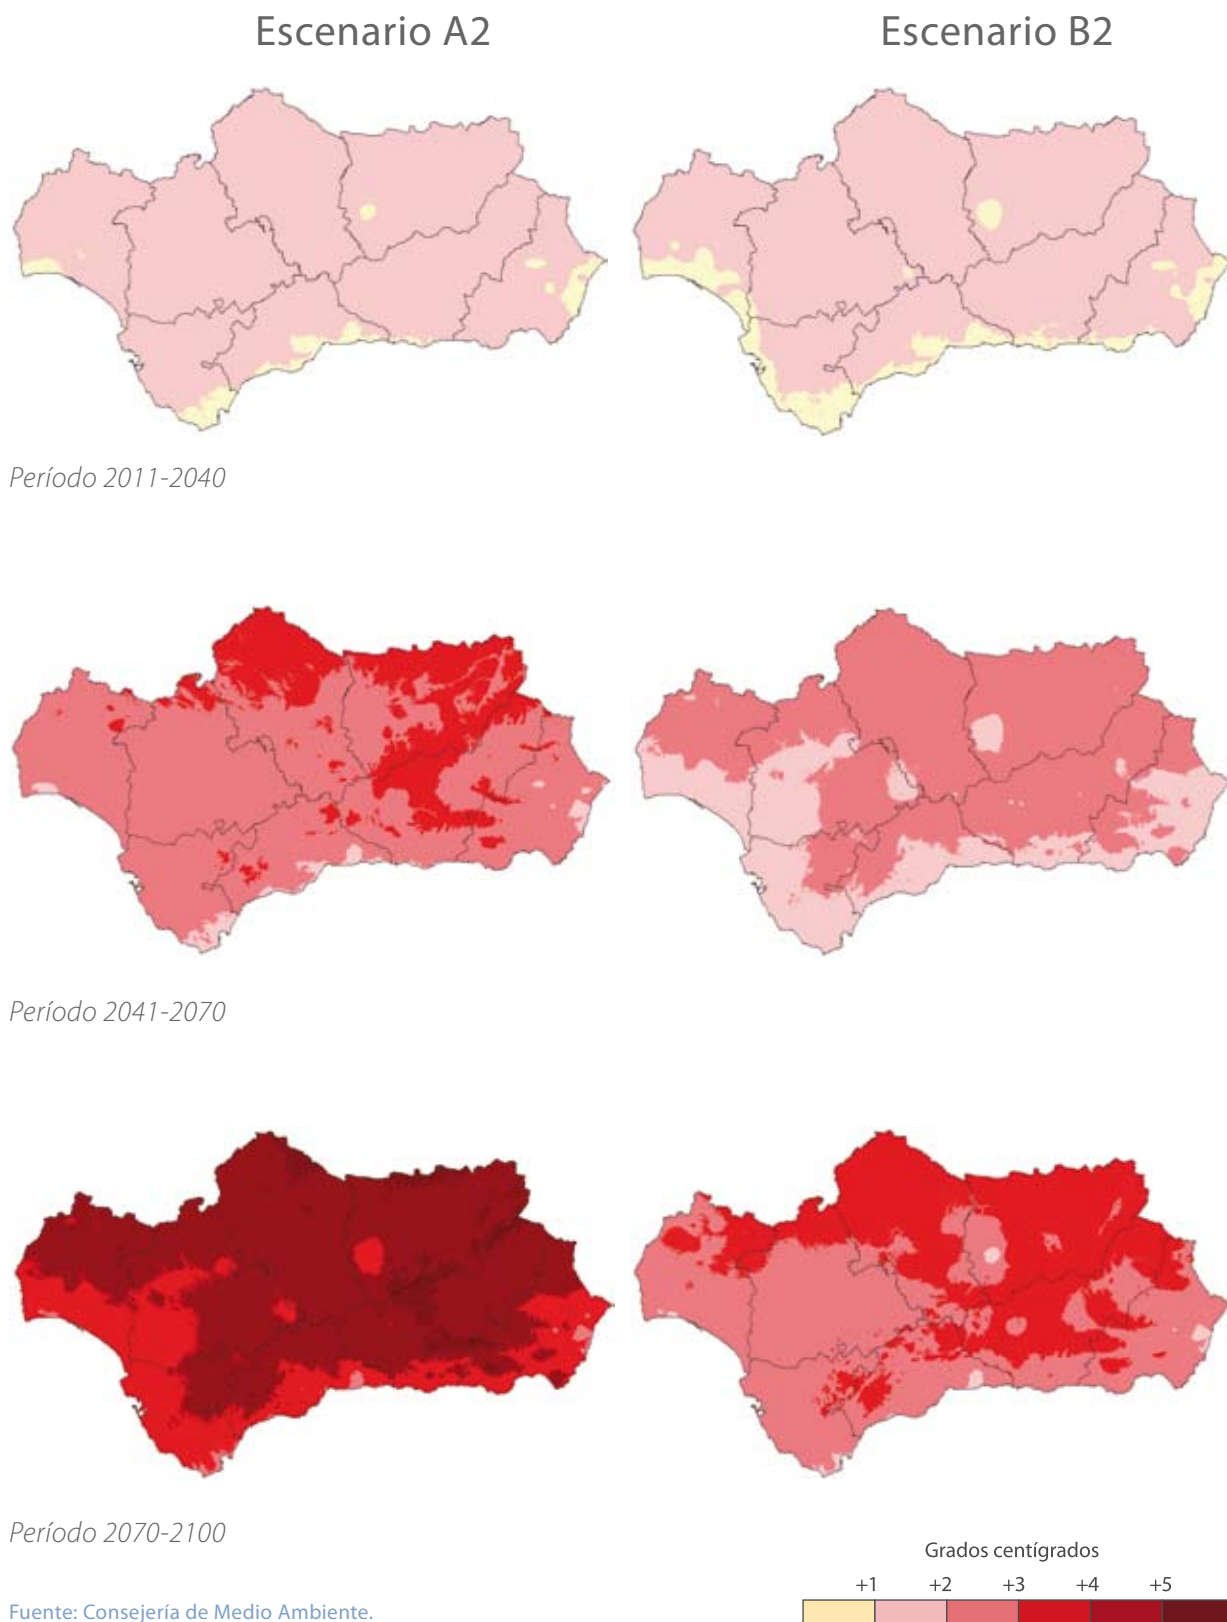 Escenario A2
Escenario B2
Período 2011-2040
Período 2041-2070
Período 2070-2100
Grados centígrados
+1 +2 +3 +4 +5
Fuente: Consejería de Medio Ambiente.